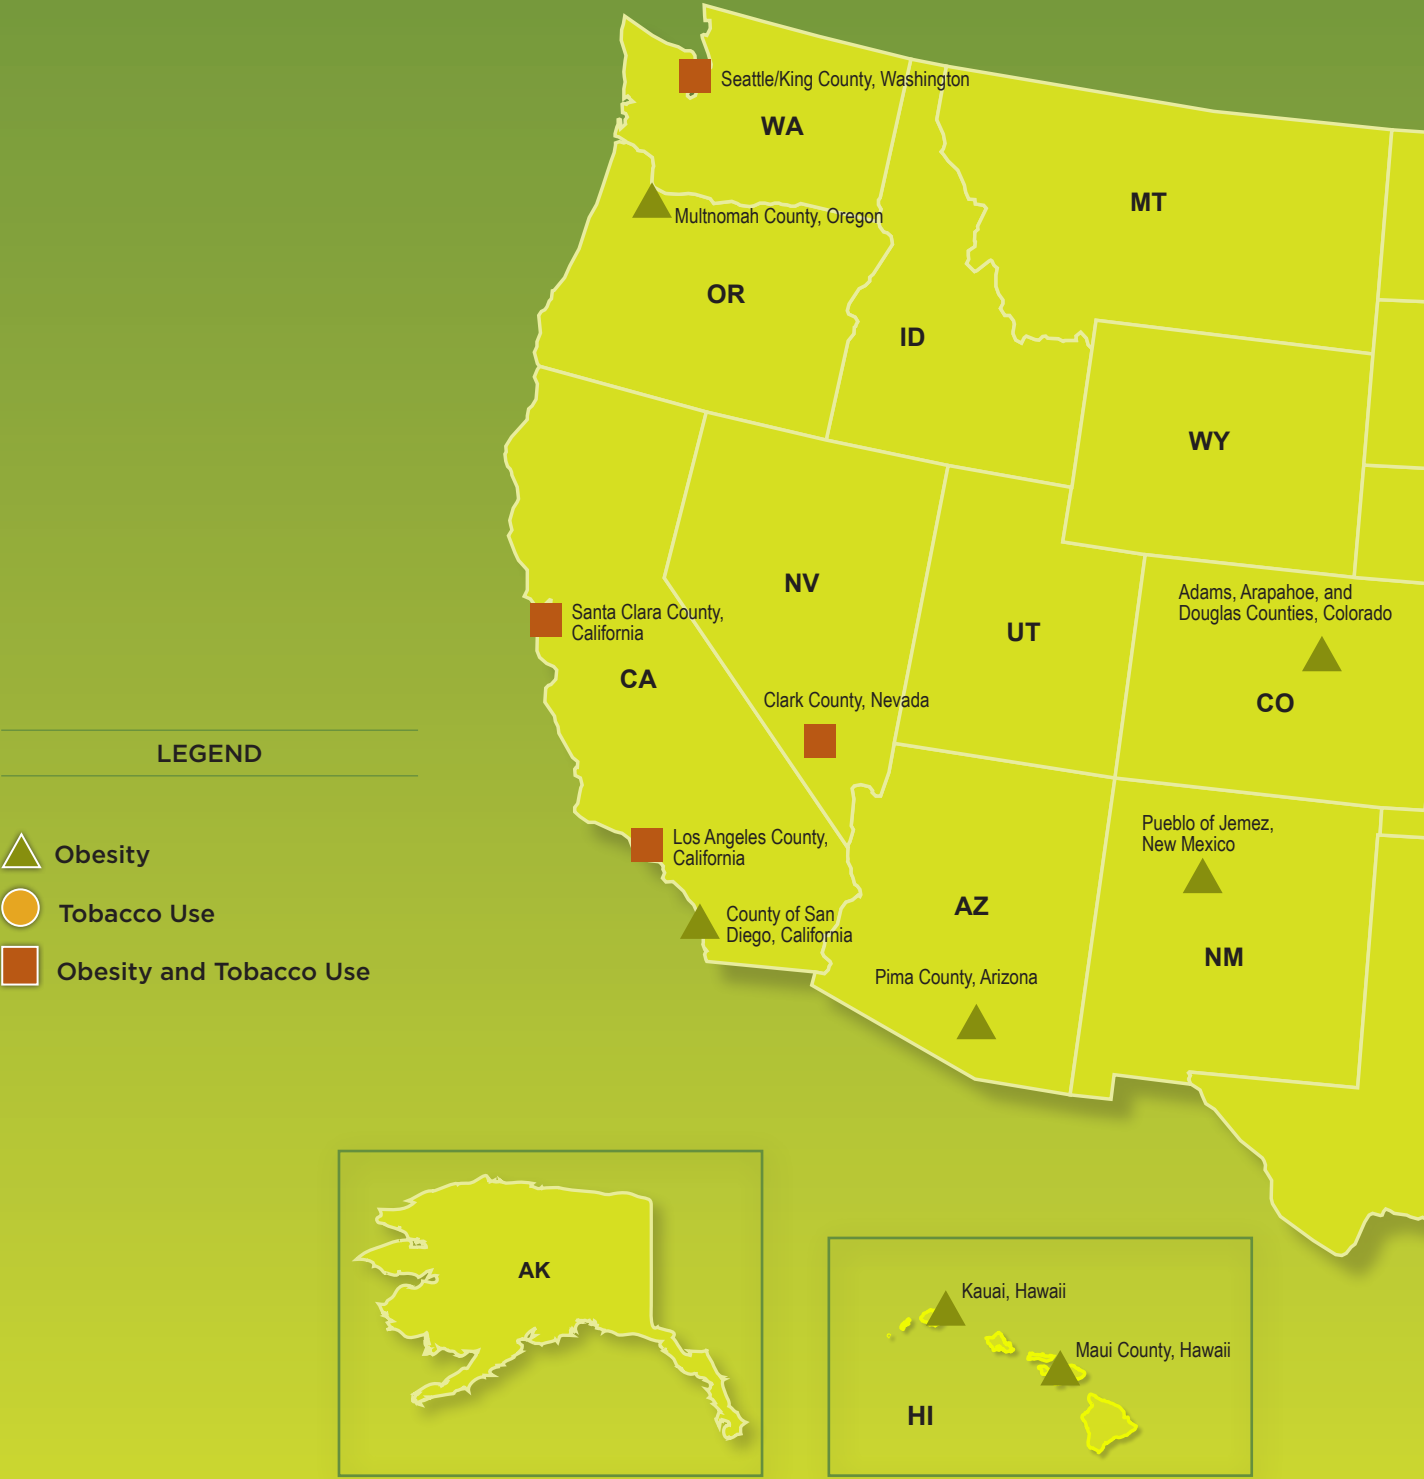 Seattle/King County, Washington
WA
MT
Multnomah County, Oregon
OR
ID
WY
NV
Adams, Arapahoe, and
Douglas Counties, Colorado
Santa Clara County,
California
UT
CA
Clark County, Nevada
CO
LEGEND
Obesity
Tobacco Use
Obesity and Tobacco Use
Los Angeles County,
California
Pueblo of Jemez,
New Mexico
County of San
Diego, California
AZ
NM
Pima County, Arizona
AK
Kauai, Hawaii
Maui County, Hawaii
HI